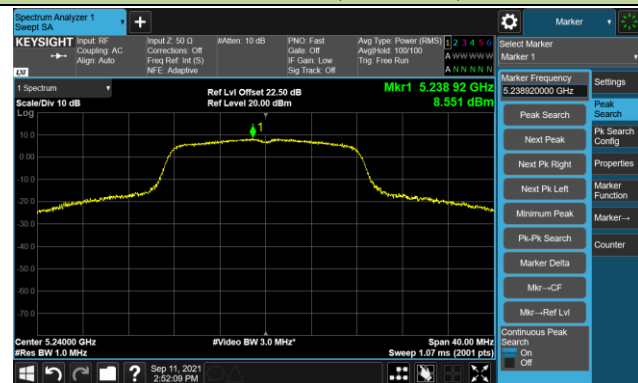 Spectrum Analyzer 1
Swept SA
+
Marker
KEYSIGHT
Input: RF
Coupling: AC
Align: Auto
Input Z: 50 Ω
Corrections: Off
Freq Ref: Int (S)
NFE: Adaptive
#Atten: 10 dB
PNO: Fast
Gate: Off
IF Gain: Low
Sig Track: Off
Avg Type: Power (RMS)
Avg|Hold: 100/100
Trig: Free Run
1 2 3 4 5 6
A W W W W W
A N N N N N
LXI
Select Marker
Marker 1
1 Spectrum
Scale/Div 10 dB
Log
Ref Lvl Offset 22.50 dB
Ref Level 20.00 dBm
Mkr1 5.238 92 GHz
8.551 dBm
1
10.0
0.00
-10.0
-20.0
-30.0
-40.0
-50.0
-60.0
-70.0
Center 5.24000 GHz
#Res BW 1.0 MHz
#Video BW 3.0 MHz*
Span 40.00 MHz
Sweep 1.07 ms (2001 pts)
Marker Frequency
5.238920000 GHz
Peak Search
Next Peak
Next Pk Right
Next Pk Left
Minimum Peak
Pk-Pk Search
Marker Delta
Mkr→CF
Mkr→Ref Lvl
Continuous Peak
Search
On
Off
Settings
Peak
Search
Pk Search
Config
Properties
Marker
Function
Marker→
Counter
?
Sep 11, 2021
2:52:09 PM